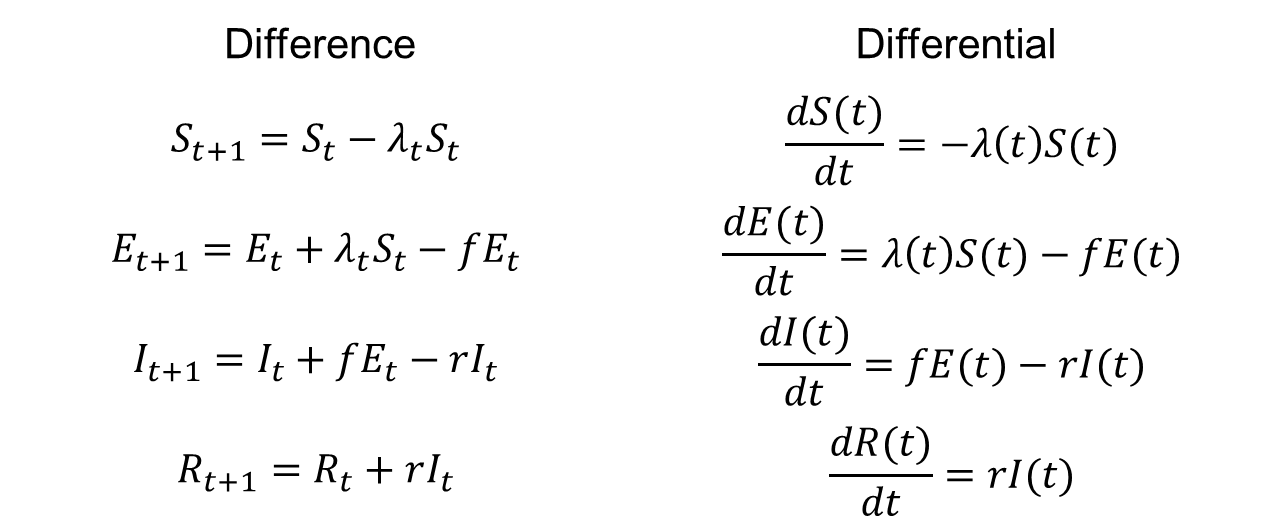 Difference Differential
S_{t+1} = S_t − λ_t S_t
dS(t)/dt = −λ(t)S(t)
E_{t+1} = E_t + λ_t S_t − fE_t
dE(t)/dt = λ(t)S(t) − fE(t)
I_{t+1} = I_t + fE_t − rI_t
dI(t)/dt = fE(t) − rI(t)
R_{t+1} = R_t + rI_t
dR(t)/dt = rI(t)